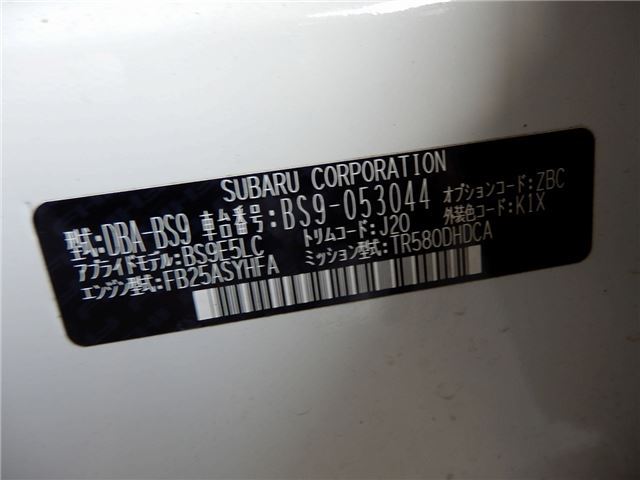 SUBARU CORPORATION
型式:DBA-BS9 車台番号:BS9-053044 オプションコード:ZBC
アプライドモデル:BS9E5LC トリムコード:J20 外装色コード:K1X
エンジン型式:FB25ASYHFA ミッション型式:TR580DHDCA